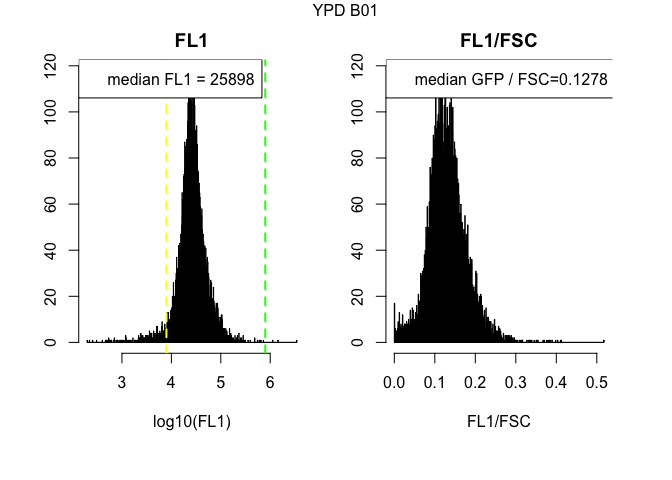 YPD B01
FL1
FL1/FSC
median FL1 = 25898
median GFP / FSC=0.1278
0
20
40
60
80
100
120
0
20
40
60
80
100
120
3 4 5 6
0.0 0.1 0.2 0.3 0.4 0.5
log10(FL1)
FL1/FSC